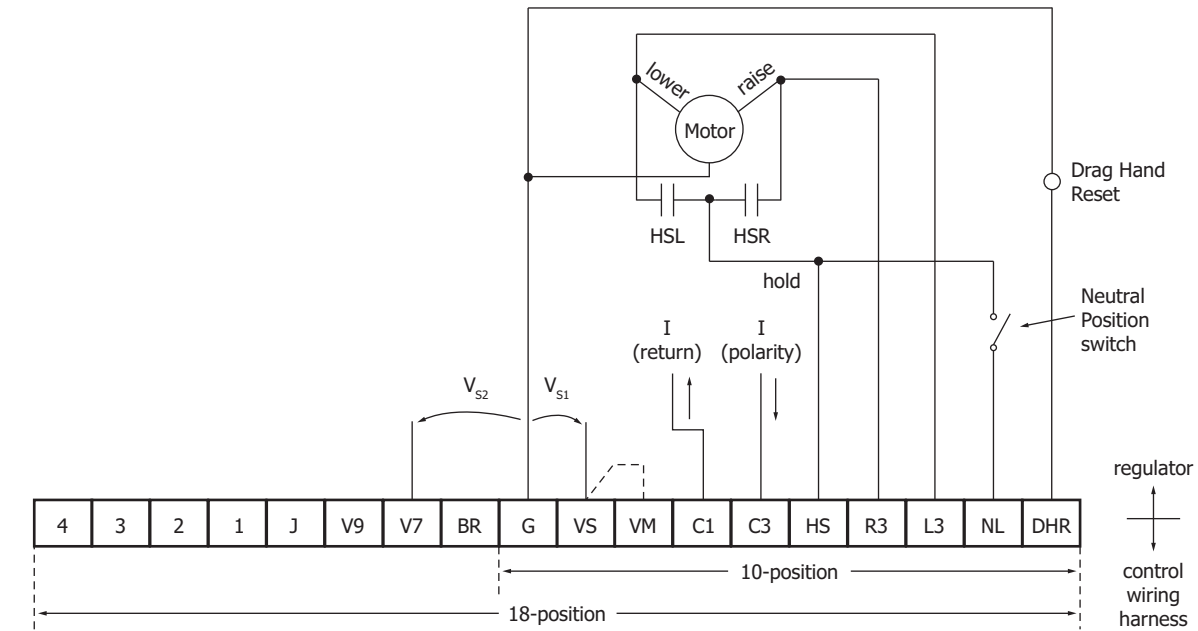 lower
raise
Motor
Drag Hand
Reset
HSL
HSR
hold
Neutral
Position
switch
I
(return)
I
(polarity)
VS2
VS1
regulator
4 3 2 1 J V9 V7 BR G VS VM C1 C3 HS R3 L3 NL DHR
10-position
control
wiring
harness
18-position